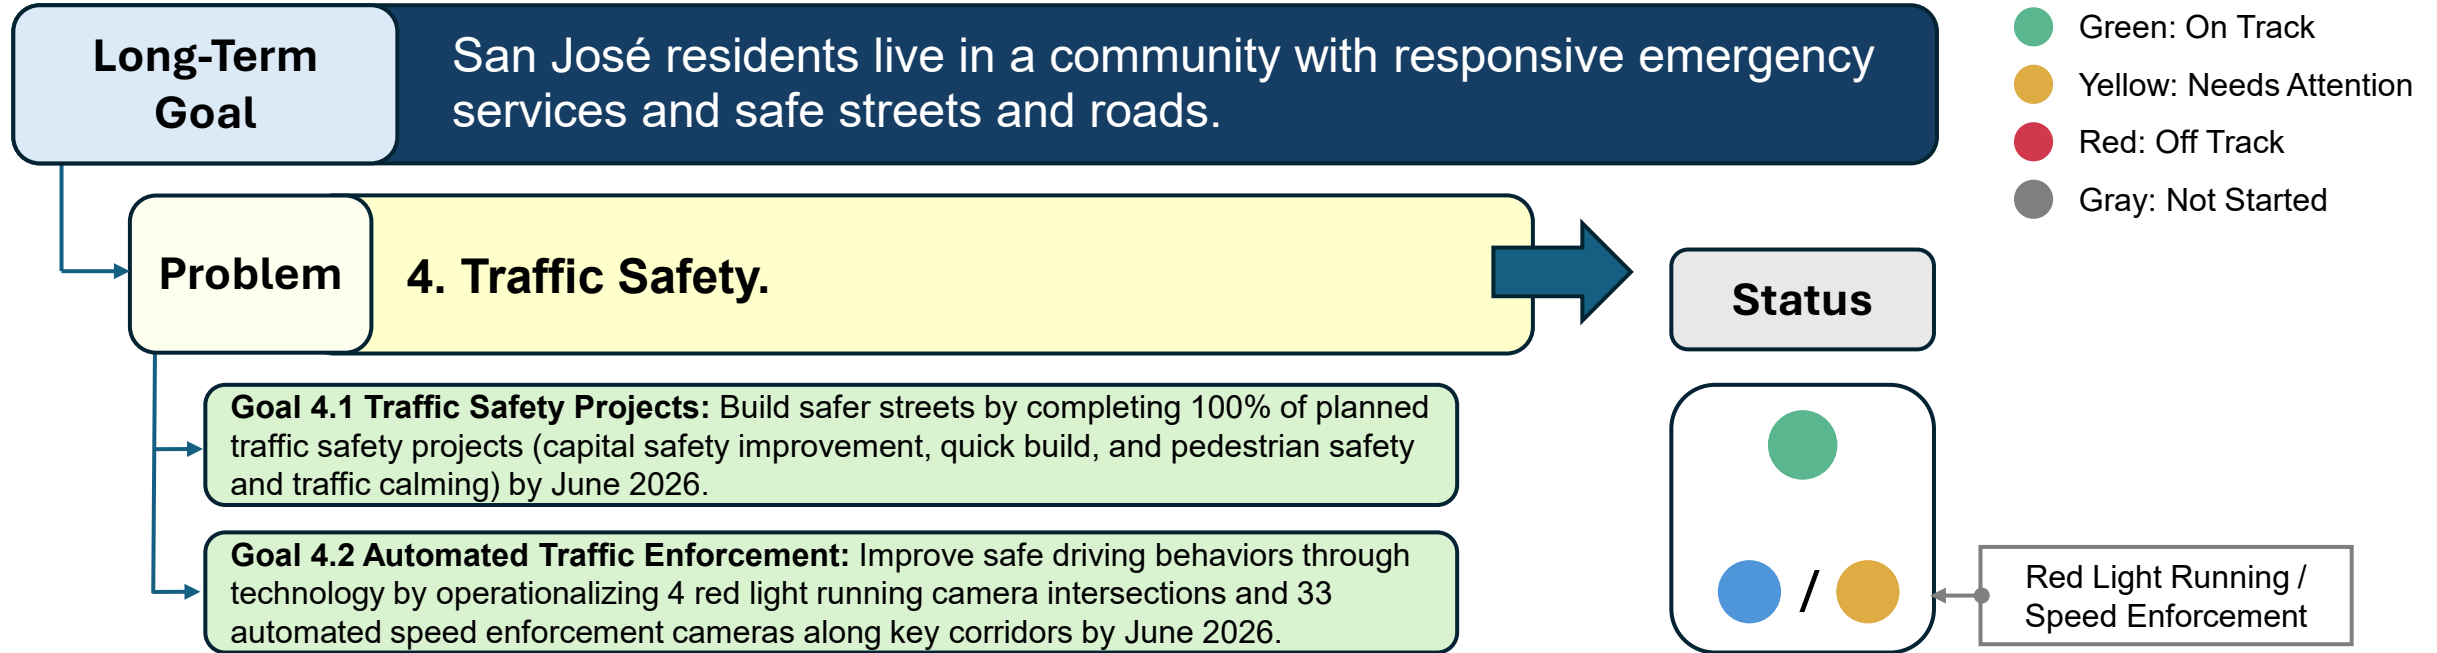 Long-Term
Goal
San José residents live in a community with responsive emergency
services and safe streets and roads.
Green: On Track
Yellow: Needs Attention
Red: Off Track
Gray: Not Started
Problem
4. Traffic Safety.
Status
Goal 4.1 Traffic Safety Projects: Build safer streets by completing 100% of planned
traffic safety projects (capital safety improvement, quick build, and pedestrian safety
and traffic calming) by June 2026.
Goal 4.2 Automated Traffic Enforcement: Improve safe driving behaviors through
technology by operationalizing 4 red light running camera intersections and 33
automated speed enforcement cameras along key corridors by June 2026.
/
Red Light Running /
Speed Enforcement